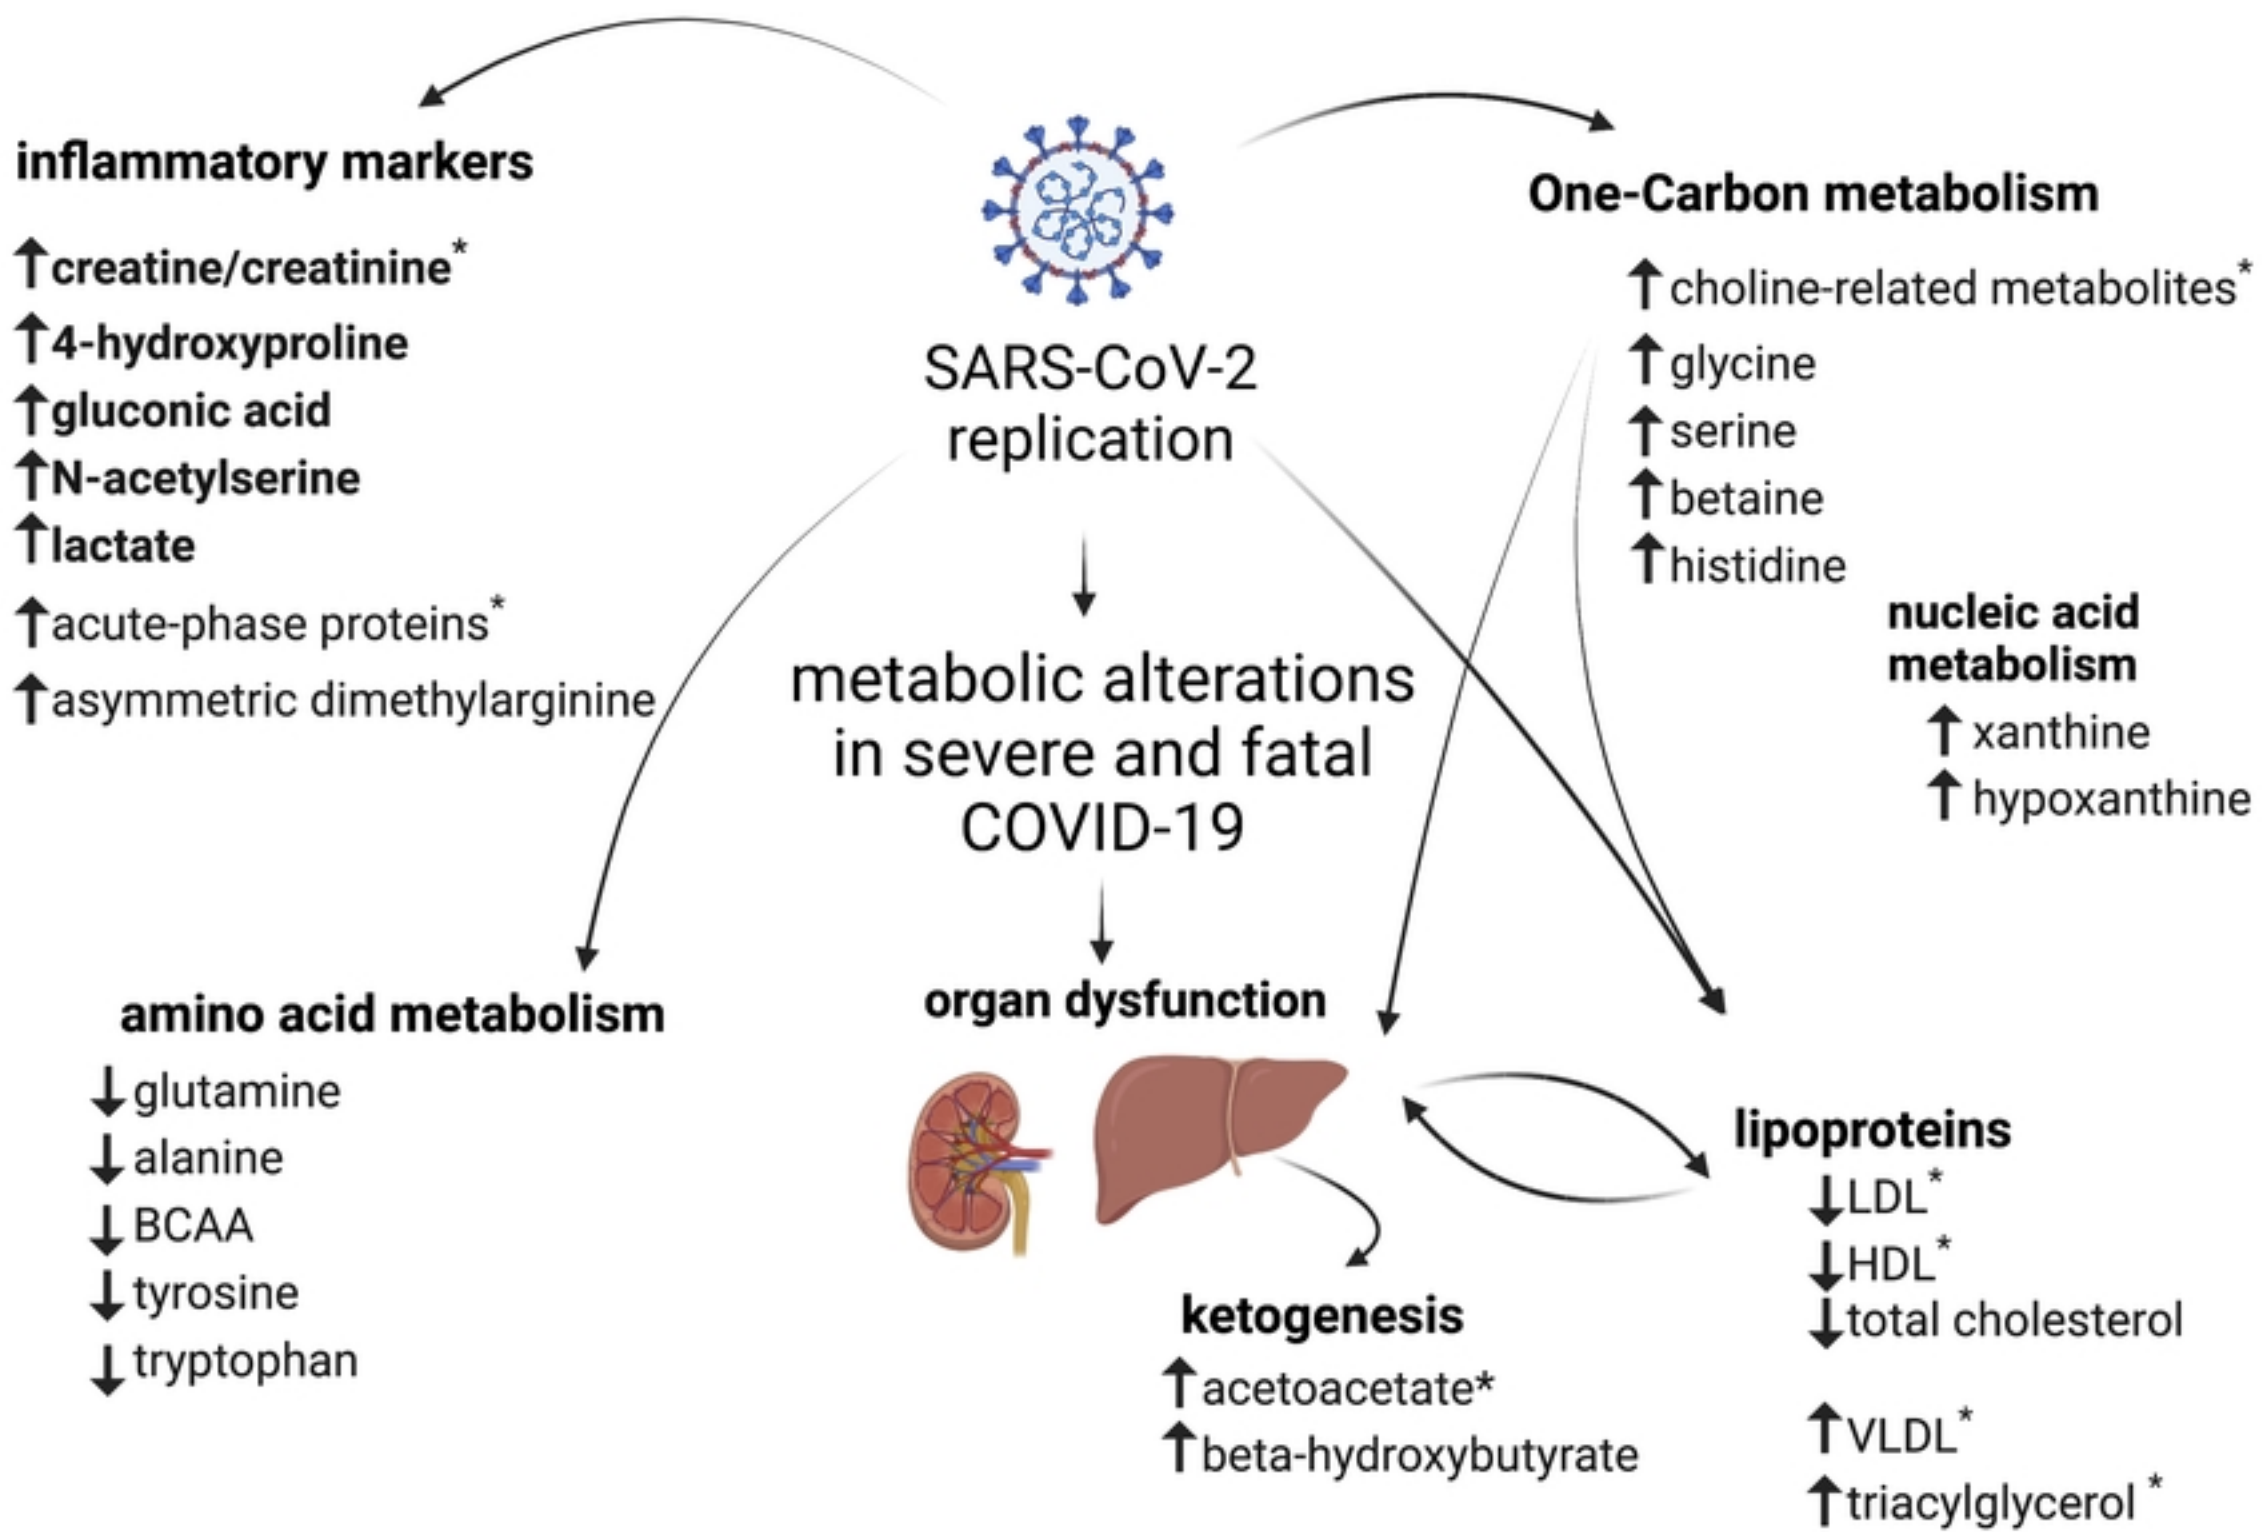 inflammatory markers
↑creatine/creatinine*
↑4-hydroxyproline
↑gluconic acid
↑N-acetylserine
↑lactate
↑acute-phase proteins*
↑asymmetric dimethylarginine
SARS-CoV-2
replication
metabolic alterations
in severe and fatal
COVID-19
One-Carbon metabolism
↑choline-related metabolites*
↑glycine
↑serine
↑betaine
↑histidine
nucleic acid
metabolism
↑ xanthine
↑ hypoxanthine
amino acid metabolism
↓glutamine
↓alanine
↓BCAA
↓tyrosine
↓tryptophan
organ dysfunction
ketogenesis
↑acetoacetate*
↑beta-hydroxybutyrate
lipoproteins
↓LDL*
↓HDL*
↓total cholesterol
↑VLDL*
↑triacylglycerol *